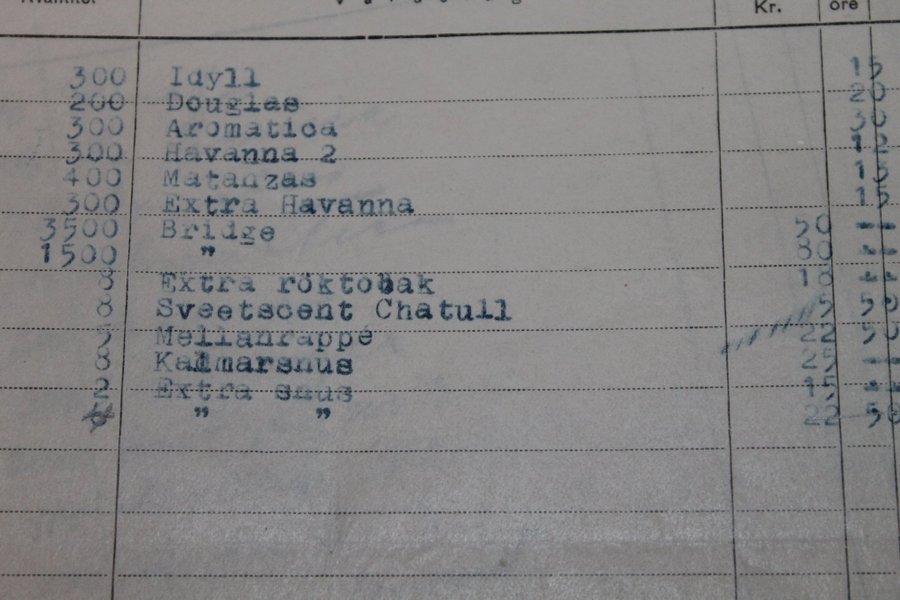 Kr. öre
300 Idyll 15
200 Douglas 20
300 Aromatica 30
300 Havanna 2 12
400 Matanzas 15
300 Extra Havanna 15
3500 Bridge 50 --
1500 " 80 --
8 Extra röktobak 18 --
8 Sveetscent Chatull 5 50
5 Mellanrappé 22 50
8 Kalmarsnus 25 --
2 Extra snus 15 --
" " 22 50